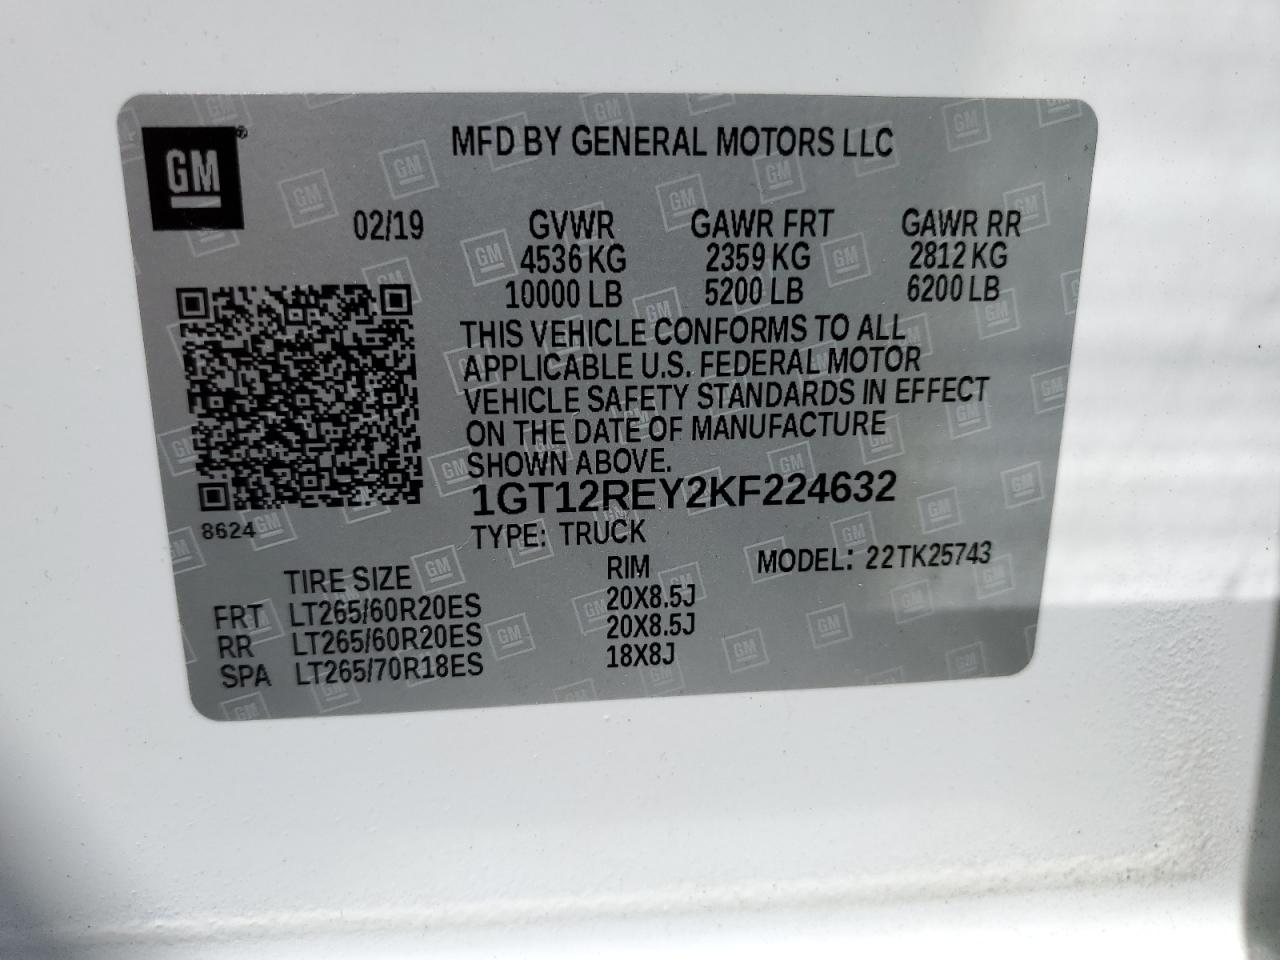 GM®
MFD BY GENERAL MOTORS LLC
02/19 GVWR GAWR FRT GAWR RR
4536 KG 2359 KG 2812 KG
10000 LB 5200 LB 6200 LB
THIS VEHICLE CONFORMS TO ALL
APPLICABLE U.S. FEDERAL MOTOR
VEHICLE SAFETY STANDARDS IN EFFECT
ON THE DATE OF MANUFACTURE
SHOWN ABOVE.
1GT12REY2KF224632
8624
TYPE: TRUCK
MODEL: 22TK25743
TIRE SIZE RIM
FRT LT265/60R20ES 20X8.5J
RR LT265/60R20ES 20X8.5J
SPA LT265/70R18ES 18X8J